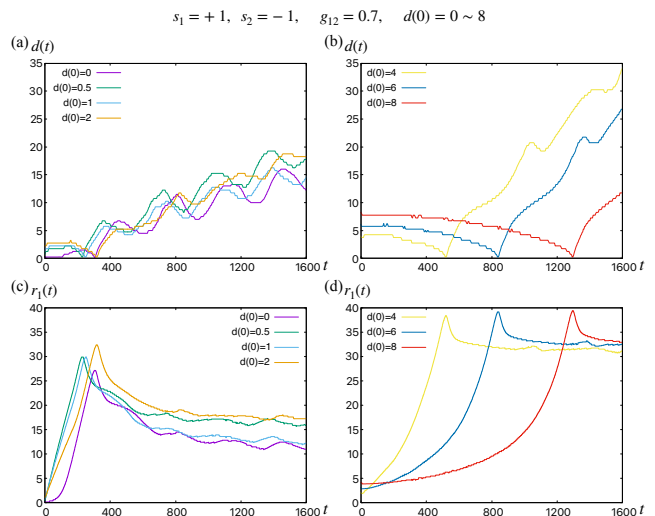 s₁ = + 1, s₂ = − 1, g₁₂ = 0.7, d(0) = 0 ∼ 8
(a) d(t)
35
30
25
20
15
10
5
0
0 400 800 1200 1600 t
d(0)=0
d(0)=0.5
d(0)=1
d(0)=2
(b) d(t)
35
30
25
20
15
10
5
0
0 400 800 1200 1600 t
d(0)=4
d(0)=6
d(0)=8
(c) r₁(t)
40
35
30
25
20
15
10
5
0
0 400 800 1200 1600 t
d(0)=0
d(0)=0.5
d(0)=1
d(0)=2
(d) r₁(t)
40
35
30
25
20
15
10
5
0
0 400 800 1200 1600 t
d(0)=4
d(0)=6
d(0)=8